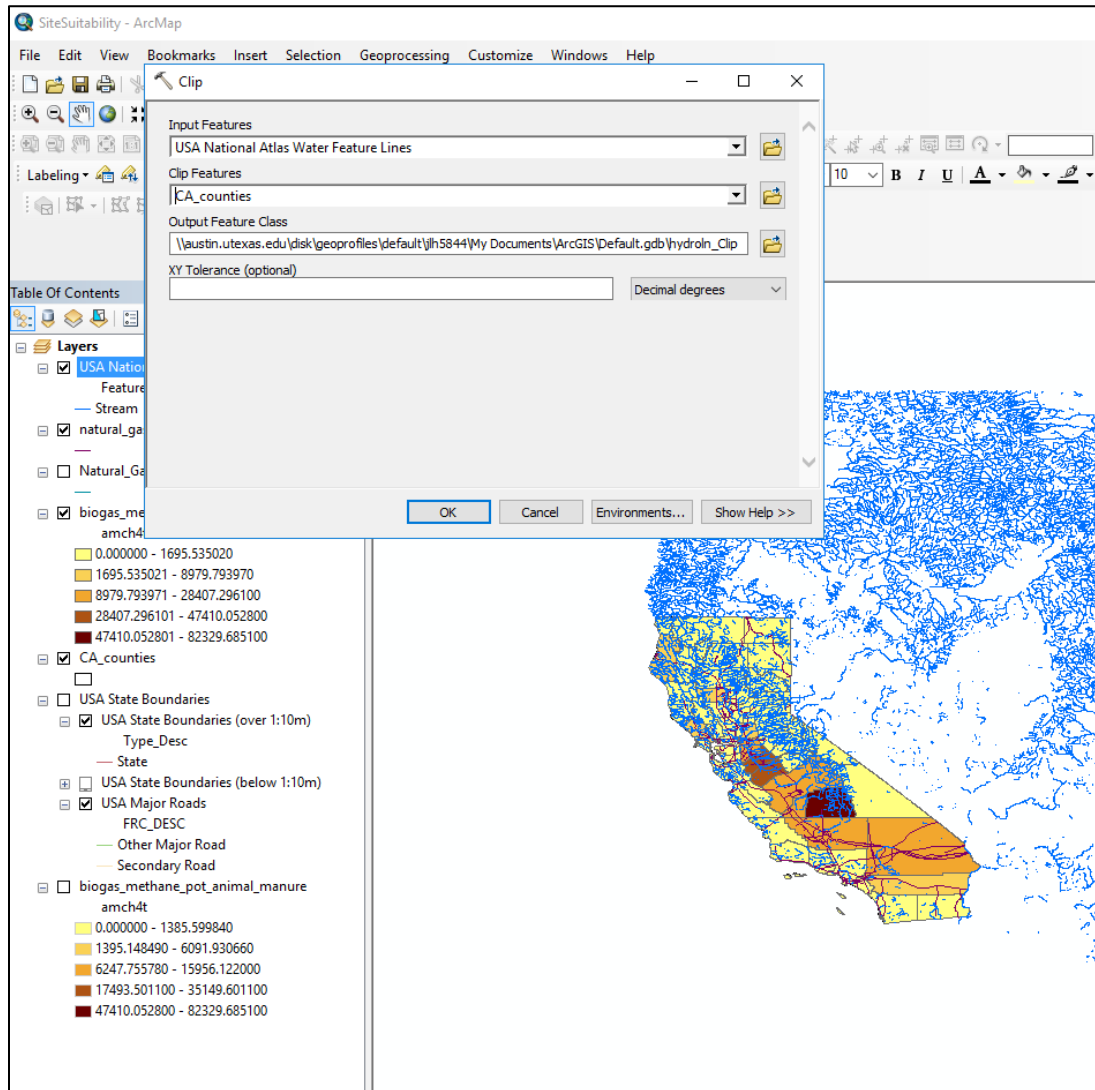 SiteSuitability - ArcMap
File Edit View Bookmarks Insert Selection Geoprocessing Customize Windows Help
Clip
Input Features
USA National Atlas Water Feature Lines
Clip Features
CA_counties
Output Feature Class
\\austin.utexas.edu\disk\geoprofiles\default\jlh5844\My Documents\ArcGIS\Default.gdb\hydroln_Clip
XY Tolerance (optional)
Decimal degrees
OK Cancel Environments... Show Help >>
Labeling
10 B I U A
Table Of Contents
Layers
USA Natio
Feature
Stream
natural_ga
Natural_Ga
biogas_me
amch4t
0.000000 - 1695.535020
1695.535021 - 8979.793970
8979.793971 - 28407.296100
28407.296101 - 47410.052800
47410.052801 - 82329.685100
CA_counties
USA State Boundaries
USA State Boundaries (over 1:10m)
Type_Desc
State
USA State Boundaries (below 1:10m)
USA Major Roads
FRC_DESC
Other Major Road
Secondary Road
biogas_methane_pot_animal_manure
amch4t
0.000000 - 1385.599840
1395.148490 - 6091.930660
6247.755780 - 15956.122000
17493.501100 - 35149.601100
47410.052800 - 82329.685100